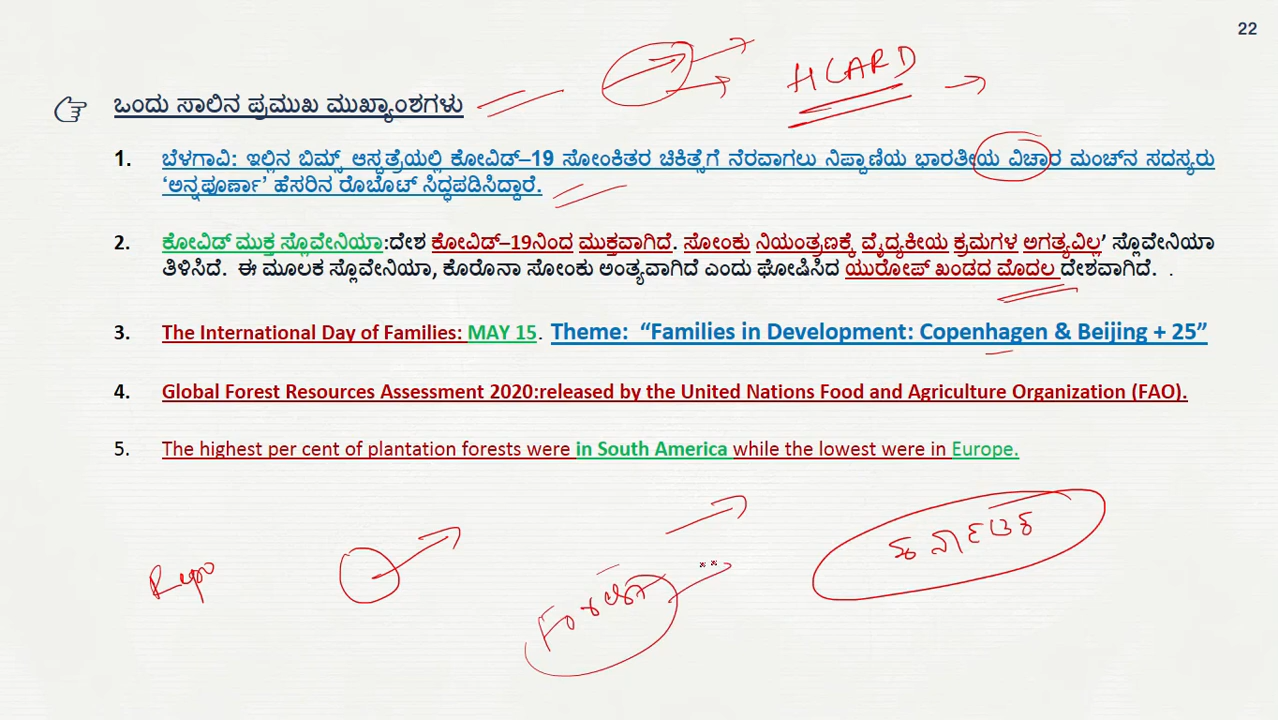 22
HCARD
ಒಂದು ಸಾಲಿನ ಪ್ರಮುಖ ಮುಖ್ಯಾಂಶಗಳು
1. ಬೆಳಗಾವಿ: ಇಲ್ಲಿನ ಬಿಮ್ಸ್ ಆಸ್ಪತ್ರೆಯಲ್ಲಿ ಕೋವಿಡ್–19 ಸೋಂಕಿತರ ಚಿಕಿತ್ಸೆಗೆ ನೆರವಾಗಲು ನಿಪ್ಪಾಣಿಯ ಭಾರತೀಯ ವಿಚಾರ ಮಂಚ್‌ನ ಸದಸ್ಯರು
‘ಅನ್ನಪೂರ್ಣಾ’ ಹೆಸರಿನ ರೊಬೊಟ್ ಸಿದ್ಧಪಡಿಸಿದ್ದಾರೆ.
2. ಕೋವಿಡ್ ಮುಕ್ತ ಸ್ಲೊವೇನಿಯಾ:ದೇಶ ಕೋವಿಡ್–19ನಿಂದ ಮುಕ್ತವಾಗಿದೆ. ಸೋಂಕು ನಿಯಂತ್ರಣಕ್ಕೆ ವೈದ್ಯಕೀಯ ಕ್ರಮಗಳ ಅಗತ್ಯವಿಲ್ಲ’ ಸ್ಲೊವೇನಿಯಾ
ತಿಳಿಸಿದೆ. ಈ ಮೂಲಕ ಸ್ಲೊವೇನಿಯಾ, ಕೊರೊನಾ ಸೋಂಕು ಅಂತ್ಯವಾಗಿದೆ ಎಂದು ಘೋಷಿಸಿದ ಯುರೋಪ್ ಖಂಡದ ಮೊದಲ ದೇಶವಾಗಿದೆ. .
3. The International Day of Families: MAY 15. Theme: “Families in Development: Copenhagen & Beijing + 25”
4. Global Forest Resources Assessment 2020:released by the United Nations Food and Agriculture Organization (FAO).
5. The highest per cent of plantation forests were in South America while the lowest were in Europe.
ಕರ್ನಾಟಕ
Repo
Forest